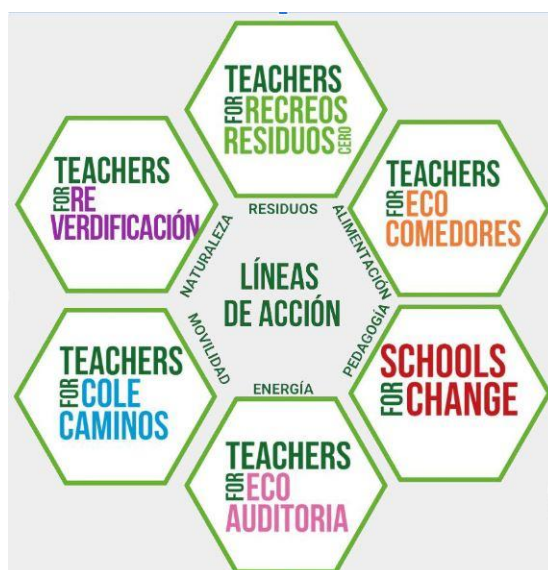 TEACHERS
FOR RECREOS
RESIDUOS CERO
TEACHERS
FOR RE
VERDIFICACIÓN
TEACHERS
FOR ECO
COMEDORES
RESIDUOS
NATURALEZA
ALIMENTACIÓN
LÍNEAS
DE ACCIÓN
MOVILIDAD
PEDAGOGÍA
ENERGÍA
TEACHERS
FOR COLE
CAMINOS
SCHOOLS
FOR CHANGE
TEACHERS
FOR ECO
AUDITORIA